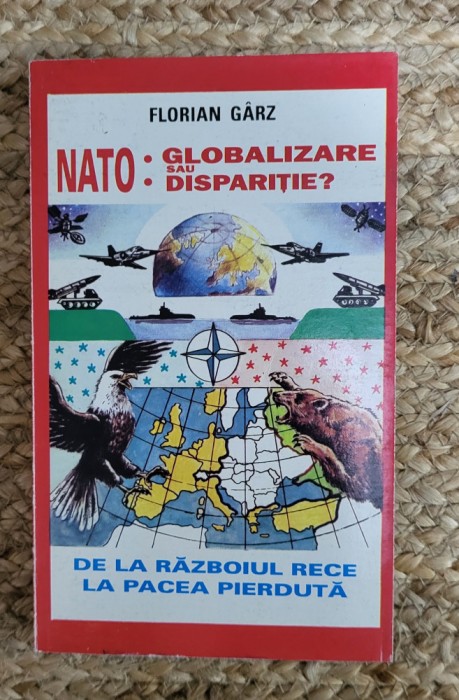 FLORIAN GÂRZ
NATO: GLOBALIZARE
SAU
DISPARIȚIE?
DE LA RĂZBOIUL RECE
LA PACEA PIERDUTĂ